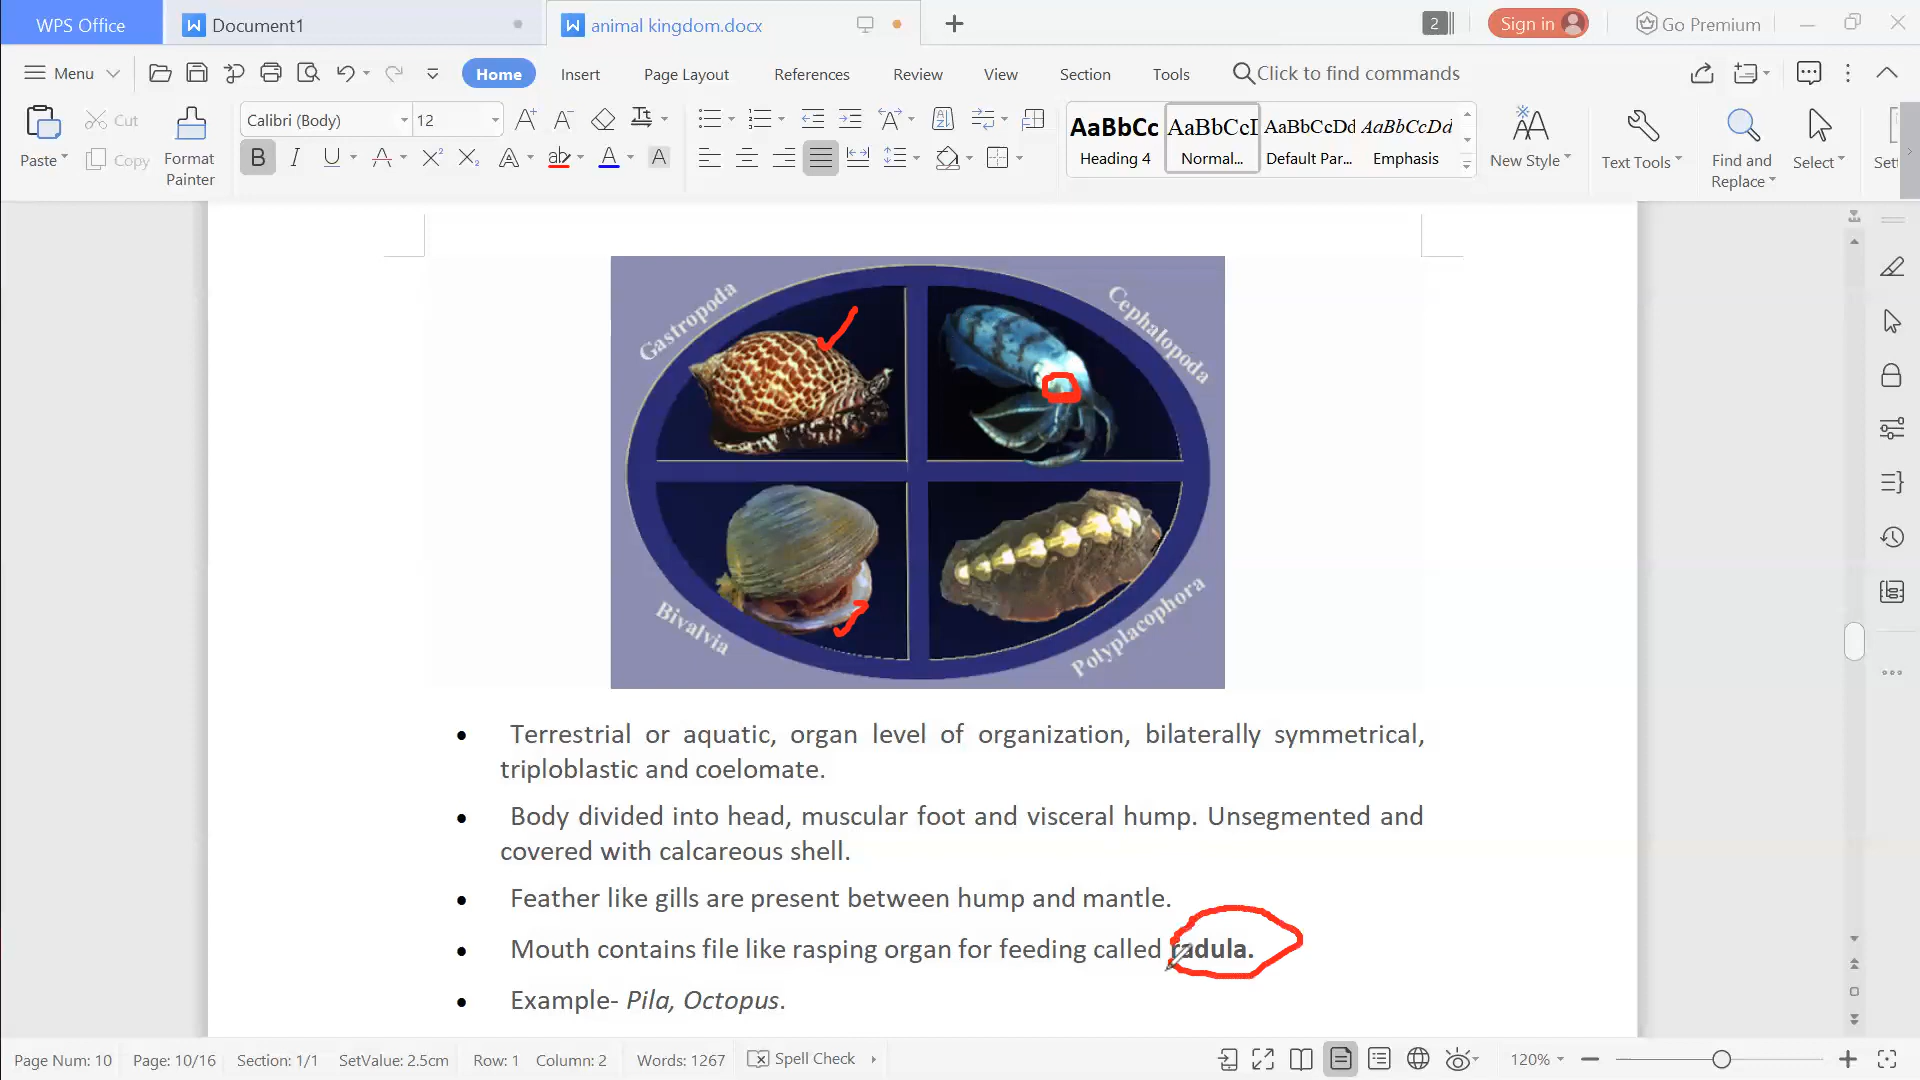 WPS Office
Document1
animal kingdom.docx
2
Sign in
Go Premium
Menu
Home
Insert
Page Layout
References
Review
View
Section
Tools
Click to find commands
Paste
Cut
Copy
Format Painter
Calibri (Body)
12
AaBbCc
Heading 4
AaBbCcD
Normal...
AaBbCcDd
Default Par...
AaBbCcDd
Emphasis
New Style
Text Tools
Find and Replace
Select
Set
Gastropoda
Cephalopoda
Bivalvia
Polyplacophora
• Terrestrial or aquatic, organ level of organization, bilaterally symmetrical,
triploblastic and coelomate.
• Body divided into head, muscular foot and visceral hump. Unsegmented and
covered with calcareous shell.
• Feather like gills are present between hump and mantle.
• Mouth contains file like rasping organ for feeding called radula.
• Example- Pila, Octopus.
Page Num: 10 Page: 10/16 Section: 1/1 SetValue: 2.5cm Row: 1 Column: 2 Words: 1267 Spell Check 120%